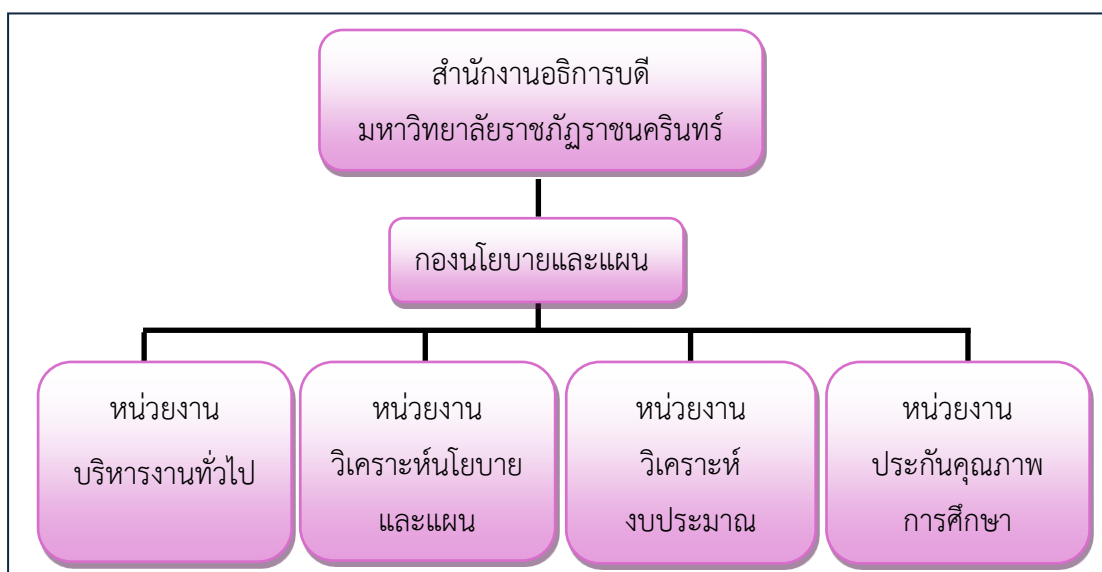 สำนักงานอธิการบดี
มหาวิทยาลัยราชภัฏราชนครินทร์
กองนโยบายและแผน
หน่วยงาน
บริหารงานทั่วไป
หน่วยงาน
วิเคราะห์นโยบาย
และแผน
หน่วยงาน
วิเคราะห์
งบประมาณ
หน่วยงาน
ประกันคุณภาพ
การศึกษา